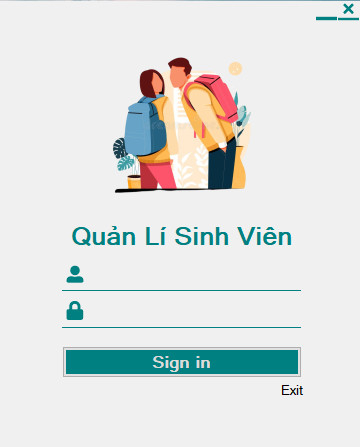 Quản Lí Sinh Viên
Sign in
Exit